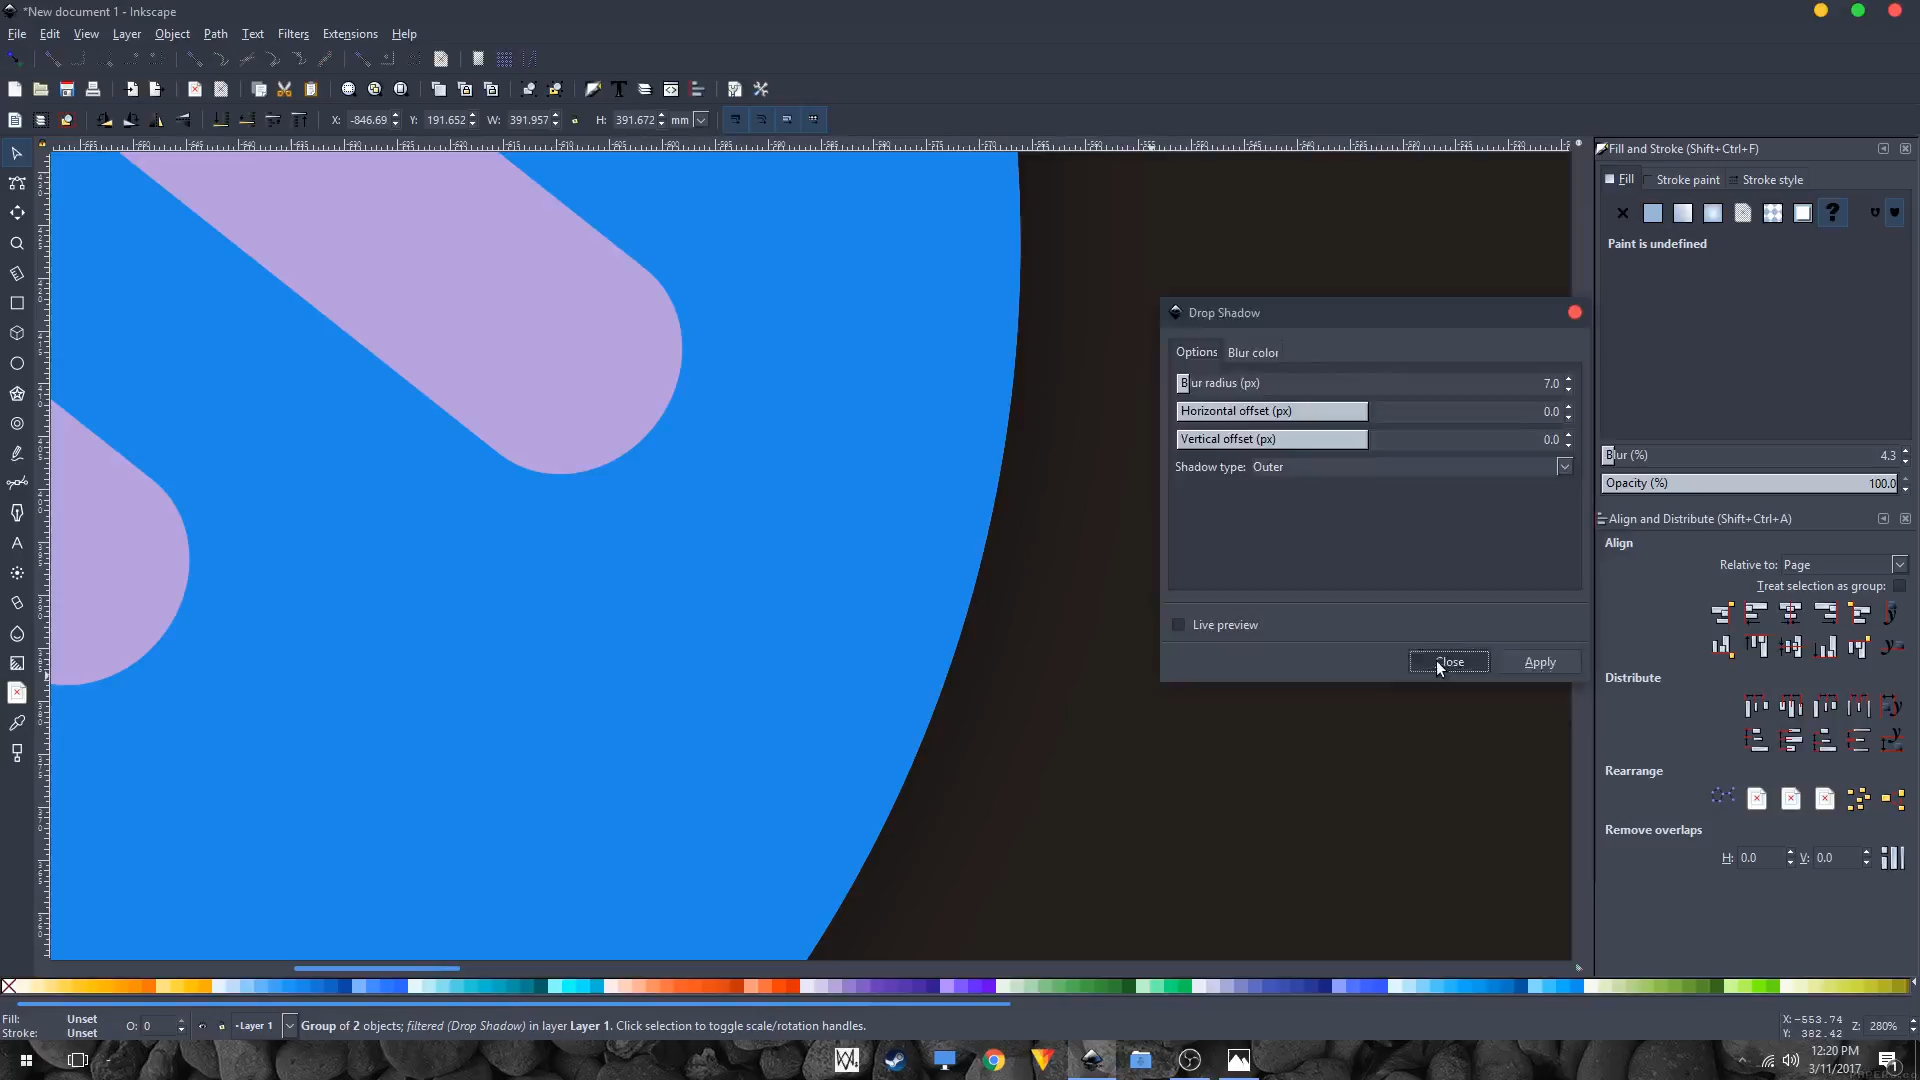 *New document 1 - Inkscape
File Edit View Layer Object Path Text Filters Extensions Help
X: -846.69 Y: 191.652 W: 391.957 H: 391.672 mm
Fill and Stroke (Shift+Ctrl+F)
Fill Stroke paint Stroke style
Paint is undefined
Drop Shadow
Options Blur color
Blur radius (px) 7.0
Horizontal offset (px) 0.0
Vertical offset (px) 0.0
Shadow type: Outer
Live preview
Close Apply
Blur (%) 4.3
Opacity (%) 100.0
Align and Distribute (Shift+Ctrl+A)
Align
Relative to: Page
Treat selection as group:
Distribute
Rearrange
Remove overlaps
H: 0.0 V: 0.0
Fill: Unset
Stroke: Unset
O: 0
Layer 1
Group of 2 objects; filtered (Drop Shadow) in layer Layer 1. Click selection to toggle scale/rotation handles.
X: -553.74
Y: 382.42
Z: 280%
12:20 PM
3/11/2017